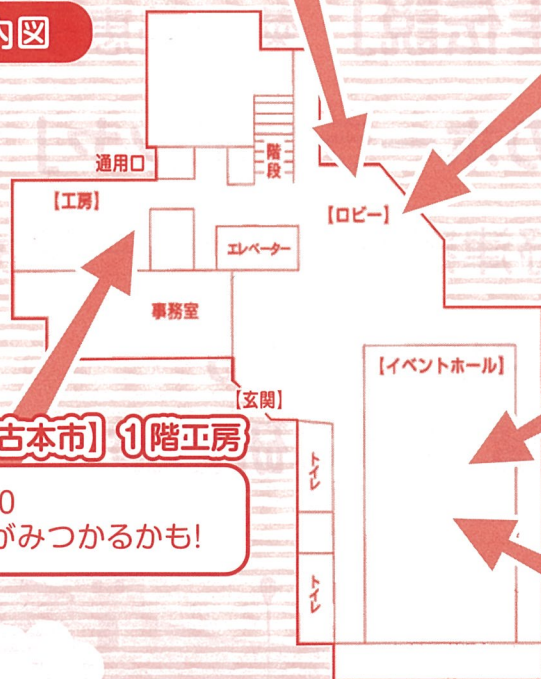 内図
階段
通用口
【工房】
【ロビー】
エレベーター
事務室
【イベントホール】
【玄関】
古本市】 1階工房
トイレ
0
がみつかるかも!
トイレ